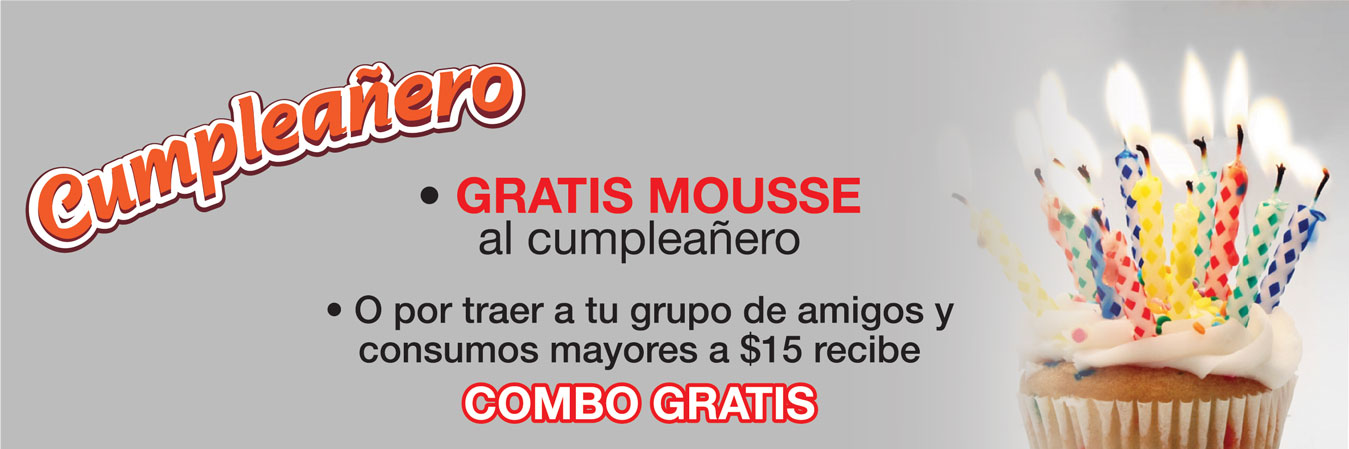 Cumpleañero
• GRATIS MOUSSE
al cumpleañero
• O por traer a tu grupo de amigos y
consumos mayores a $15 recibe
COMBO GRATIS